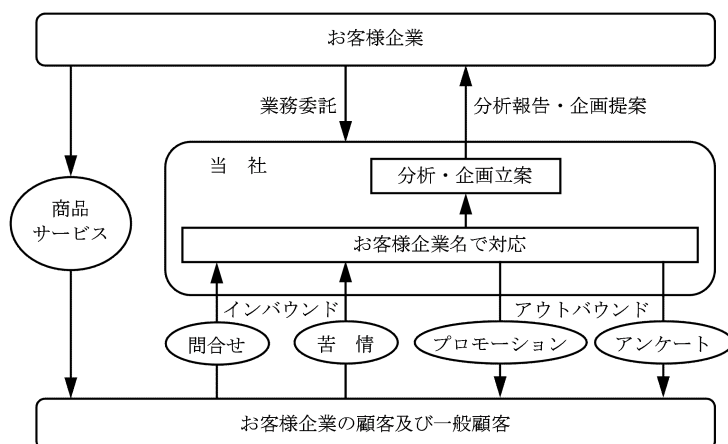 お客様企業
業務委託
分析報告・企画提案
当　社
分析・企画立案
商品
サービス
お客様企業名で対応
インバウンド
アウトバウンド
問合せ
苦　情
プロモーション
アンケート
お客様企業の顧客及び一般顧客